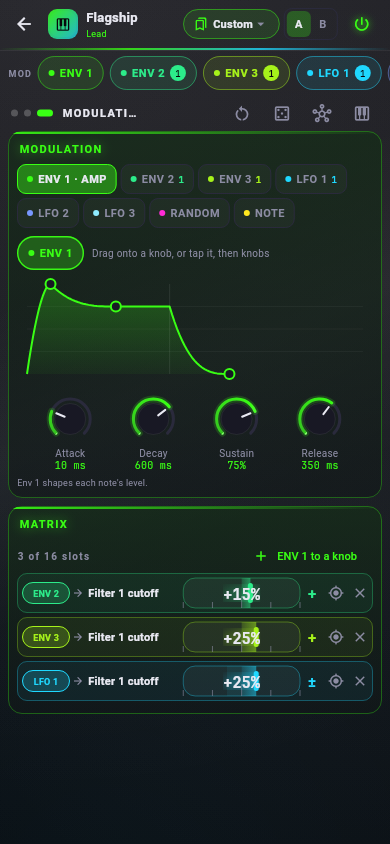 Flagship
Lead
Custom
A B
MOD ENV 1 ENV 2 1 ENV 3 1 LFO 1 1
MODULATI…
MODULATION
ENV 1 · AMP ENV 2 1 ENV 3 1 LFO 1 1
LFO 2 LFO 3 RANDOM NOTE
ENV 1 Drag onto a knob, or tap it, then knobs
Attack Decay Sustain Release
10 ms 600 ms 75% 350 ms
Env 1 shapes each note's level.
MATRIX
3 of 16 slots + ENV 1 to a knob
ENV 2 → Filter 1 cutoff +15% +
ENV 3 → Filter 1 cutoff +25% +
LFO 1 → Filter 1 cutoff +25% ±